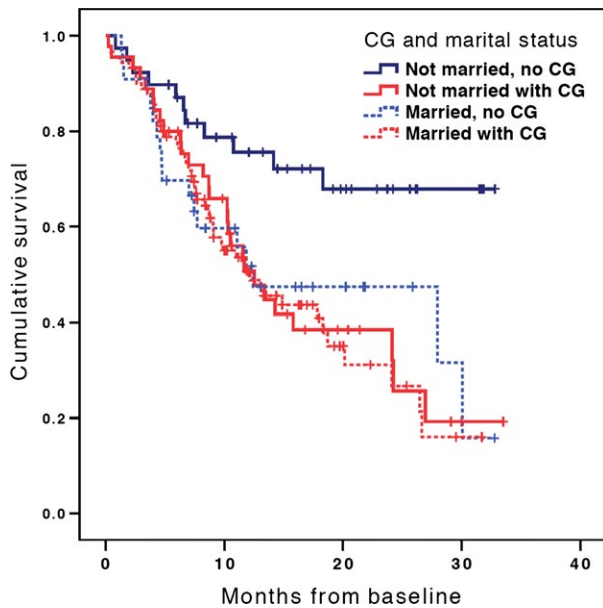 CG and marital status
Not married, no CG
Not married with CG
Married, no CG
Married with CG
Cumulative survival
1.0
0.8
0.6
0.4
0.2
0.0
0
10
20
30
40
Months from baseline